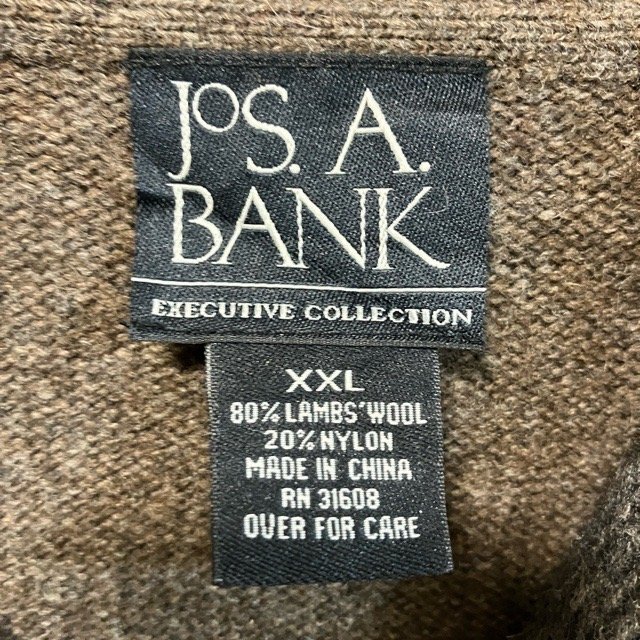 JOS. A.
BANK
EXECUTIVE COLLECTION
XXL
80% LAMBS' WOOL
20% NYLON
MADE IN CHINA
RN 31608
OVER FOR CARE